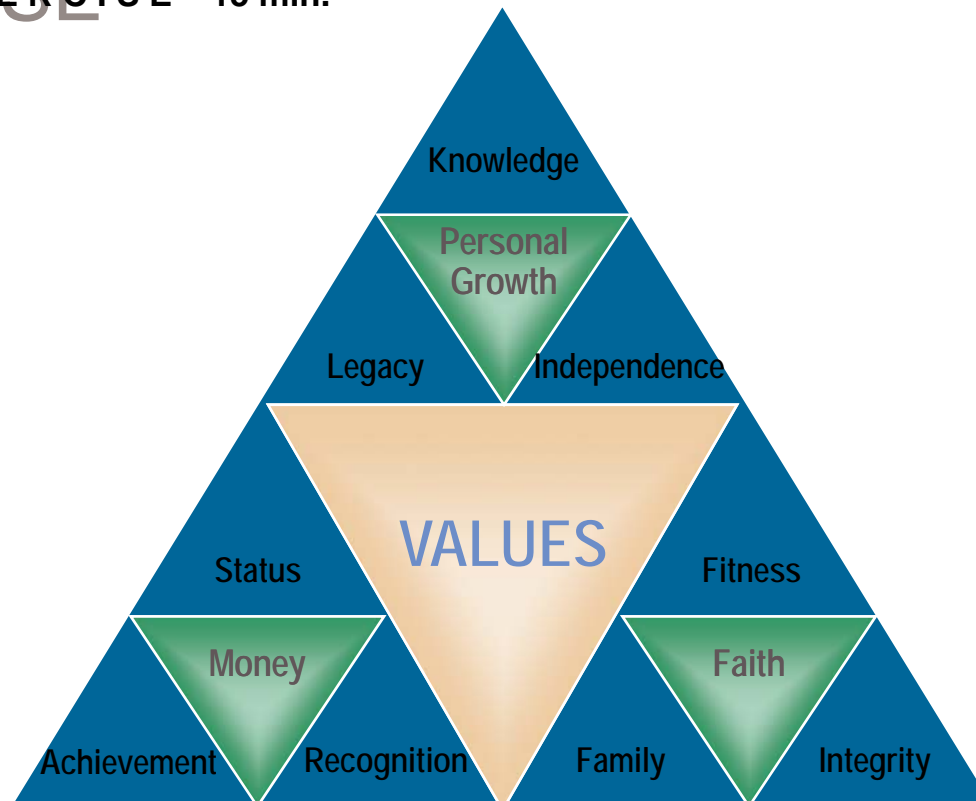 Knowledge
Personal
Growth
Legacy
Independence
VALUES
Status
Fitness
Money
Faith
Achievement
Recognition
Family
Integrity